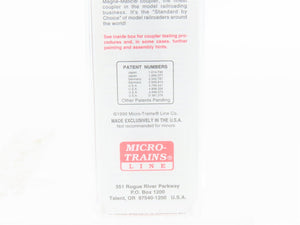 Magne-Matic® coupler, the finest
coupler in the model railroading
business. It's the "Standard by
Choice" of model railroaders around
the world!
See inside box for coupler testing pro-
cedures and, in some cases, further
painting and assembly hints.
PATENT NUMBERS
Japan
Japan
Germany
U.S.A.
U.S.A.
U.S.A.
U.S.A.
Other Patents Pending
Micro-Trains® Line Co.
MADE EXCLUSIVELY IN THE U.S.A.
Not recommended for minors
MICRO-
TRAINS®
LINE
351 Rogue River Parkway
P.O. Box 1200
Talent, OR 97540-1200 U.S.A.